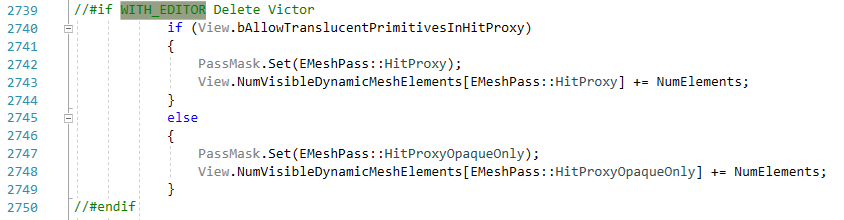 2739 //#if WITH_EDITOR Delete Victor
2740 if (View.bAllowTranslucentPrimitivesInHitProxy)
2741 {
2742 PassMask.Set(EMeshPass::HitProxy);
2743 View.NumVisibleDynamicMeshElements[EMeshPass::HitProxy] += NumElements;
2744 }
2745 else
2746 {
2747 PassMask.Set(EMeshPass::HitProxyOpaqueOnly);
2748 View.NumVisibleDynamicMeshElements[EMeshPass::HitProxyOpaqueOnly] += NumElements;
2749 }
2750 //#endif